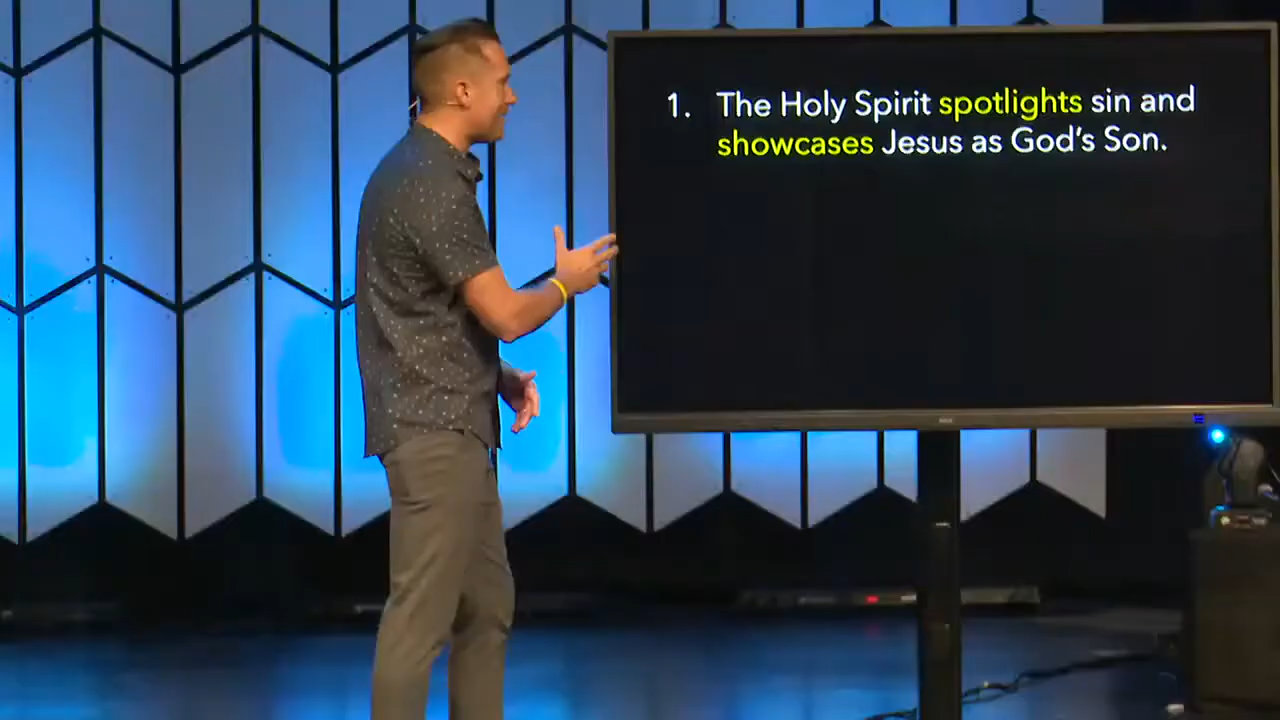 1. The Holy Spirit spotlights sin and
showcases Jesus as God's Son.